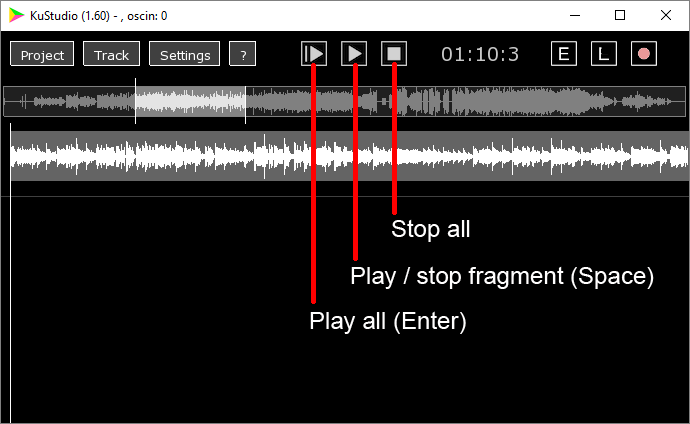 KuStudio (1.60) - , oscin: 0
Project Track Settings ? 01:10:3 E L
Stop all
Play / stop fragment (Space)
Play all (Enter)